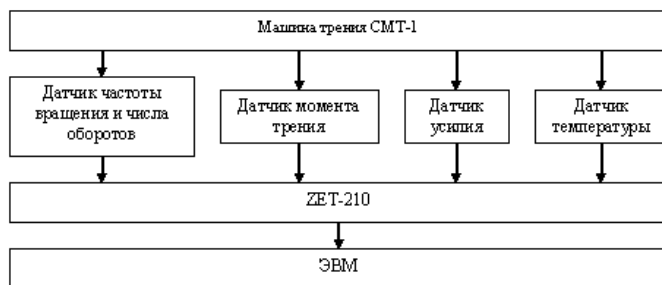 Машина трения СМТ-1
Датчик частоты
вращения и числа
оборотов
Датчик момента
трения
Датчик
усилия
Датчик
температуры
ZET-210
ЭВМ